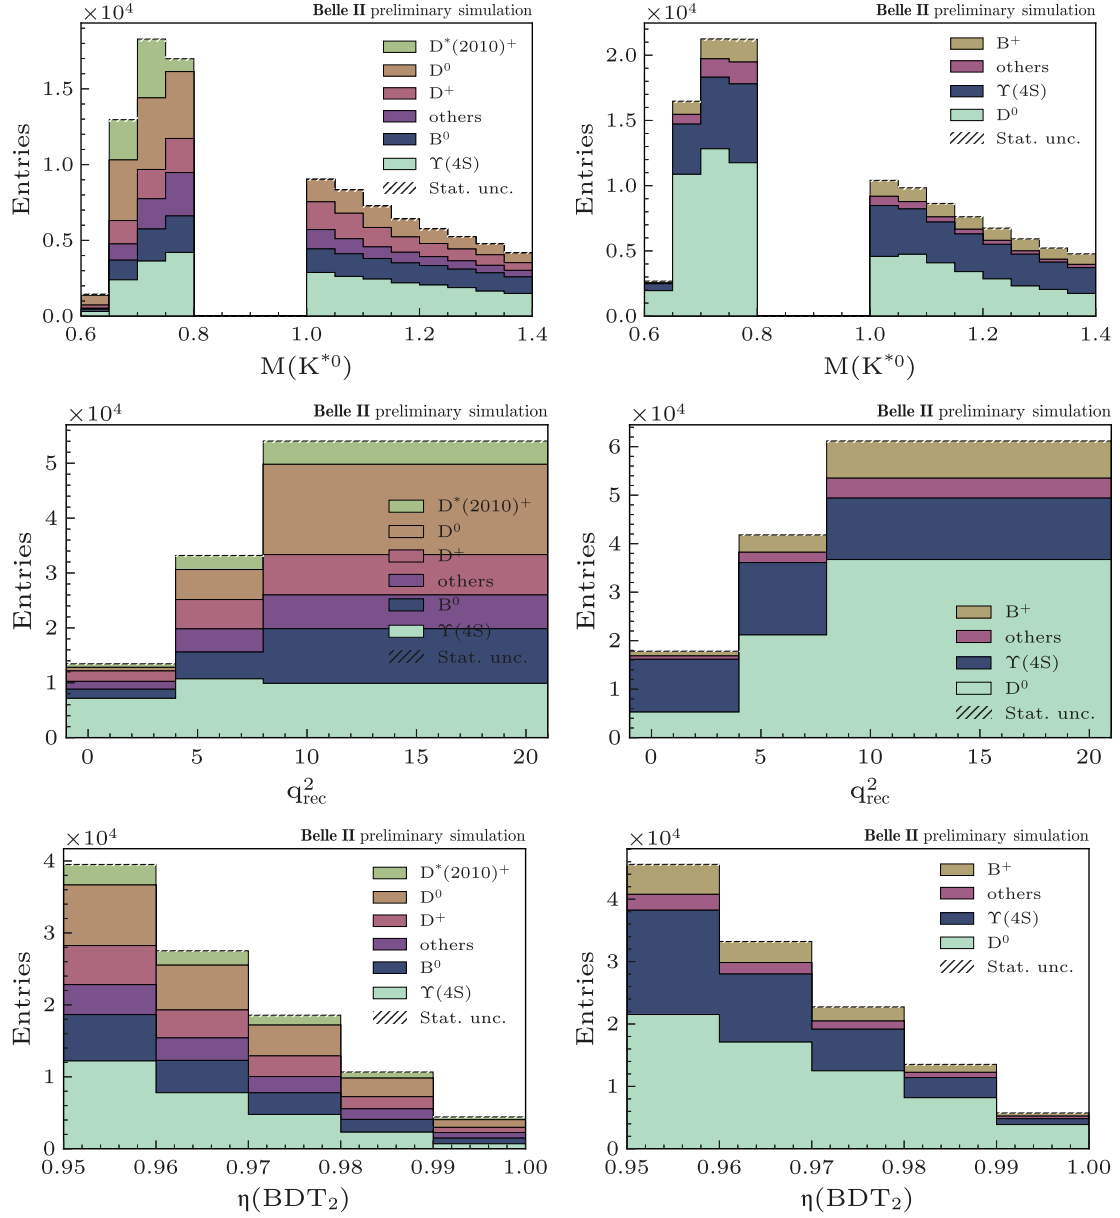 ×10⁴
Belle II preliminary simulation
Entries
1.5
1.0
0.5
0.0
D*(2010)⁺
D⁰
D⁺
others
B⁰
ϒ(4S)
Stat. unc.
0.6 0.8 1.0 1.2 1.4
M(K*⁰)
×10⁴
Belle II preliminary simulation
Entries
2.0
1.5
1.0
0.5
0.0
B⁺
others
ϒ(4S)
D⁰
Stat. unc.
0.6 0.8 1.0 1.2 1.4
M(K*⁰)
×10⁴
Belle II preliminary simulation
Entries
5
4
3
2
1
0
D*(2010)⁺
D⁰
D⁺
others
B⁰
ϒ(4S)
Stat. unc.
0 5 10 15 20
q²rec
×10⁴
Belle II preliminary simulation
Entries
6
5
4
3
2
1
0
B⁺
others
ϒ(4S)
D⁰
Stat. unc.
0 5 10 15 20
q²rec
×10⁴
Belle II preliminary simulation
Entries
4
3
2
1
0
D*(2010)⁺
D⁰
D⁺
others
B⁰
ϒ(4S)
Stat. unc.
0.95 0.96 0.97 0.98 0.99 1.00
η(BDT₂)
×10⁴
Belle II preliminary simulation
Entries
4
3
2
1
0
B⁺
others
ϒ(4S)
D⁰
Stat. unc.
0.95 0.96 0.97 0.98 0.99 1.00
η(BDT₂)